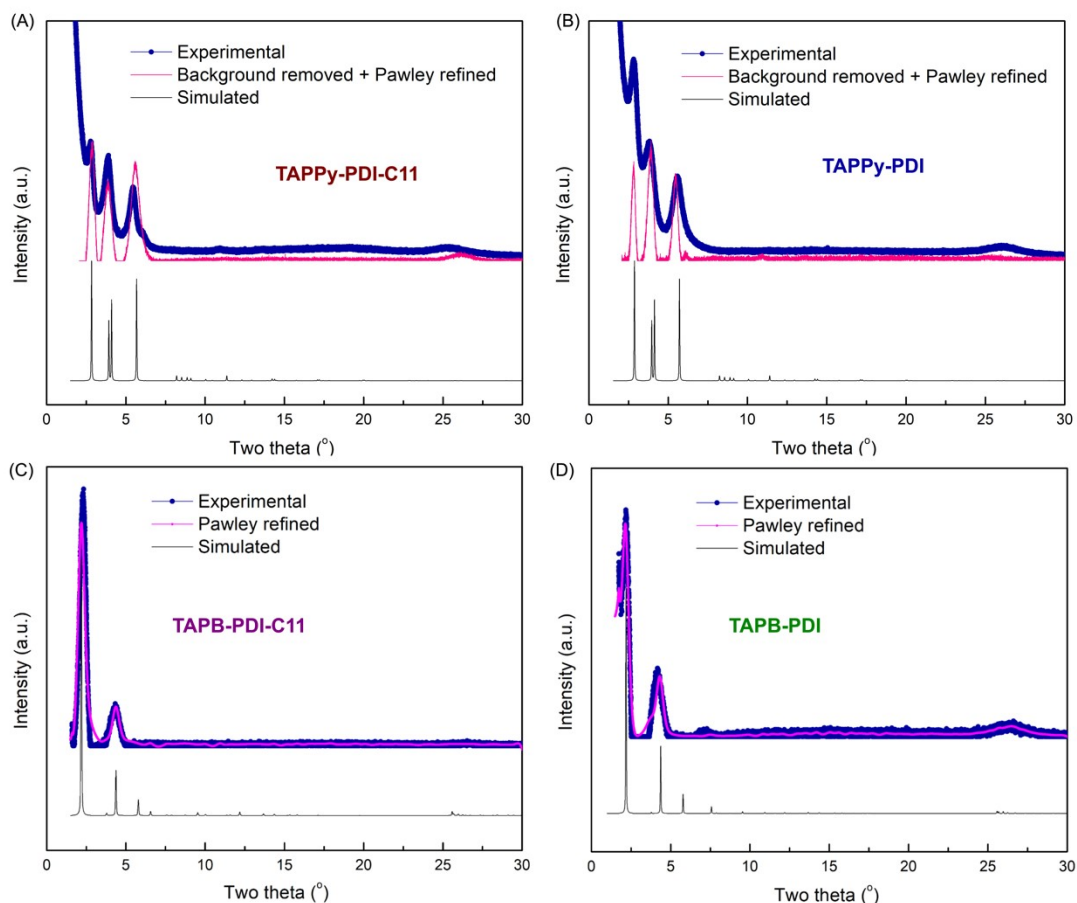 (A)
Experimental
Background removed + Pawley refined
Simulated
TAPPy-PDI-C11
Intensity (a.u.)
0 5 10 15 20 25 30
Two theta (°)
(B)
Experimental
Background removed + Pawley refined
Simulated
TAPPy-PDI
Intensity (a.u.)
0 5 10 15 20 25 30
Two theta (°)
(C)
Experimental
Pawley refined
Simulated
TAPB-PDI-C11
Intensity (a.u.)
0 5 10 15 20 25 30
Two theta (°)
(D)
Experimental
Pawley refined
Simulated
TAPB-PDI
Intensity (a.u.)
0 5 10 15 20 25 30
Two theta (°)